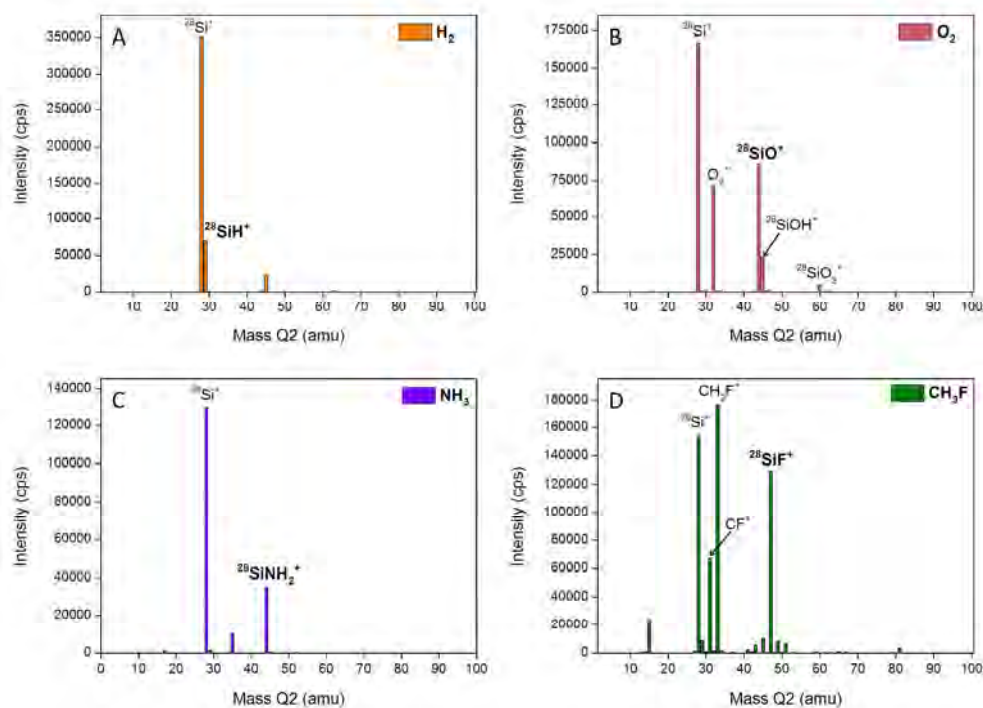 A
H₂
²⁸Si⁺
²⁸SiH⁺
Intensity (cps)
350000
300000
250000
200000
150000
100000
50000
0
10 20 30 40 50 60 70 80 90 100
Mass Q2 (amu)
B
O₂
²⁸Si⁺
²⁸SiO⁺
²⁸SiOH⁺
Intensity (cps)
175000
150000
125000
100000
75000
50000
25000
0
10 20 30 40 50 60 70 80 90 100
Mass Q2 (amu)
C
NH₃
²⁸Si⁺
²⁸SiNH₂⁺
Intensity (cps)
140000
120000
100000
80000
60000
40000
20000
0
10 20 30 40 50 60 70 80 90 100
Mass Q2 (amu)
D
CH₃F
²⁸Si⁺
CF⁺
²⁸SiF⁺
Intensity (cps)
180000
160000
140000
120000
100000
80000
60000
40000
20000
0
10 20 30 40 50 60 70 80 90 100
Mass Q2 (amu)